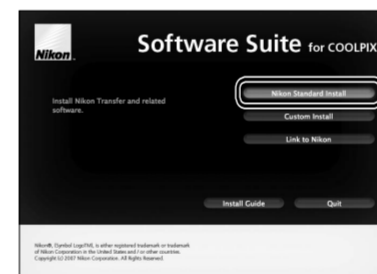 Nikon
Software Suite for COOLPIX
Install Nikon Transfer and related
software.
Nikon Standard Install
Custom Install
Link to Nikon
Install Guide
Quit
Nikon®, (Symbol Logo(TM)), is either registered trademark or trademark
of Nikon Corporation in the United States and / or other countries.
Copyright (c) 2007 Nikon Corporation. All Rights Reserved.